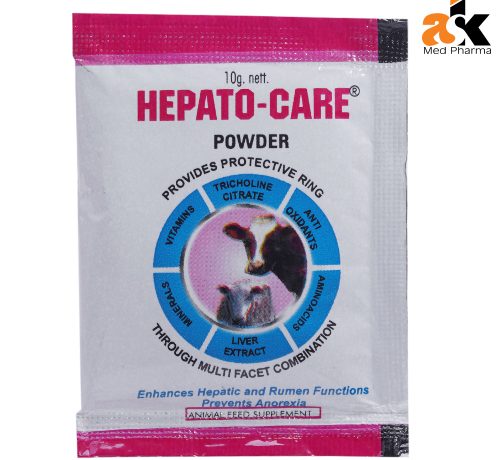 ark
Med Pharma
10g. nett.
HEPATO-CARE®
POWDER
PROVIDES PROTECTIVE RING
TRICHOLINE
CITRATE
ANTI
OXIDANTS
AMINOACIDS
LIVER
EXTRACT
MINERALS
VITAMINS
THROUGH MULTI FACET COMBINATION
Enhances Hepatic and Rumen Functions
Prevents Anorexia
ANIMAL FEED SUPPLEMENT